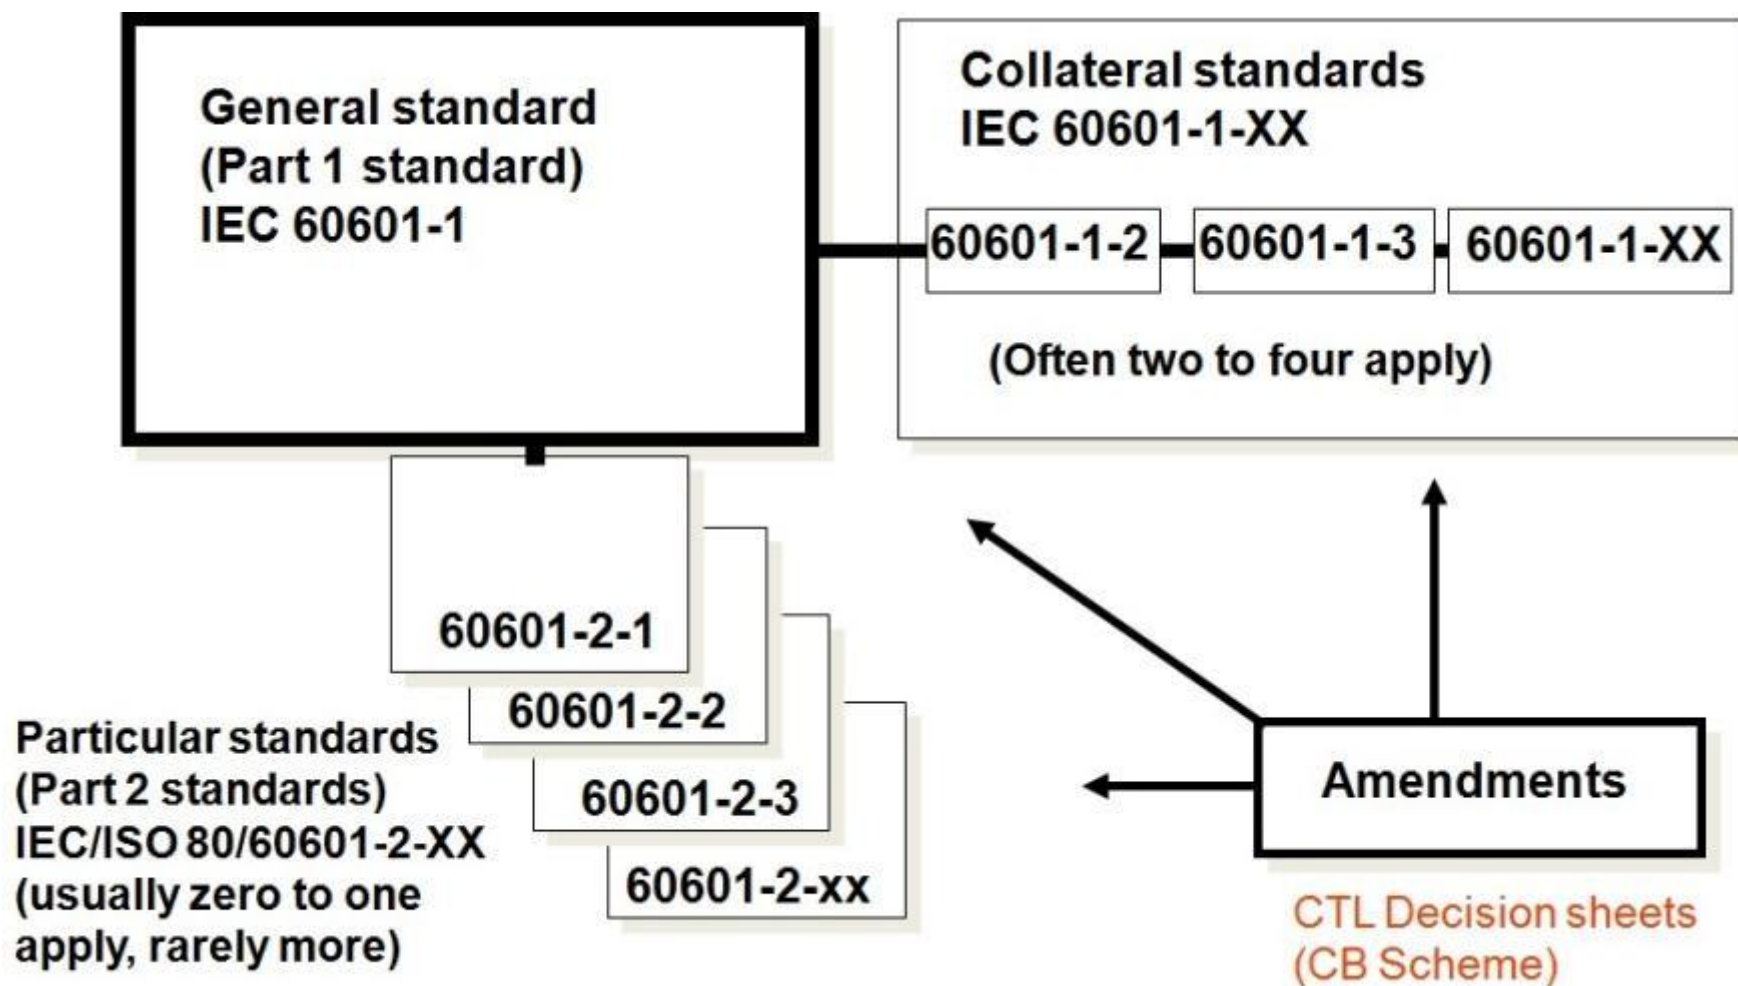 General standard
(Part 1 standard)
IEC 60601-1
Collateral standards
IEC 60601-1-XX
60601-1-2
60601-1-3
60601-1-XX
(Often two to four apply)
60601-2-1
60601-2-2
60601-2-3
60601-2-xx
Particular standards
(Part 2 standards)
IEC/ISO 80/60601-2-XX
(usually zero to one
apply, rarely more)
Amendments
CTL Decision sheets
(CB Scheme)